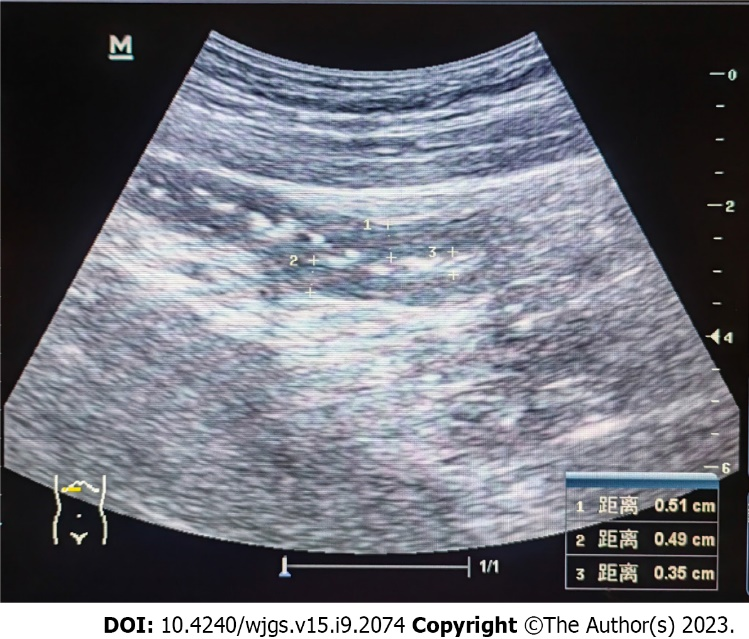 M
0
2
4
6
1
2
3
1 距离 0.51 cm
2 距离 0.49 cm
3 距离 0.35 cm
1/1
DOI: 10.4240/wjgs.v15.i9.2074 Copyright ©The Author(s) 2023.